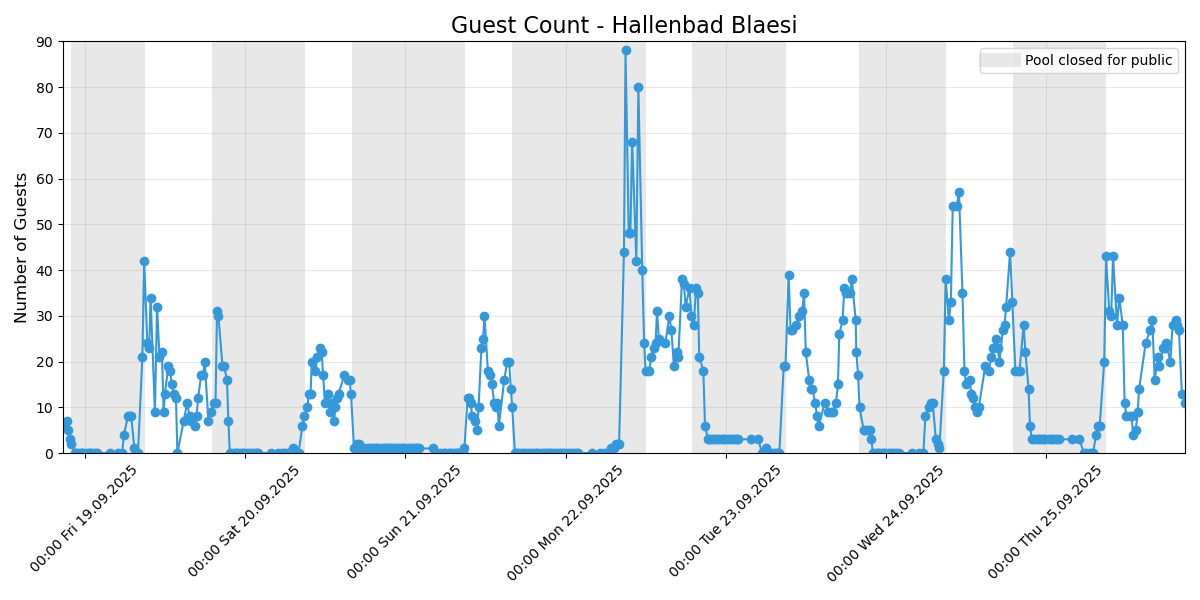 Guest Count - Hallenbad Blaesi
Pool closed for public
Number of Guests
90
80
70
60
50
40
30
20
10
0
00:00 Fri 19.09.2025
00:00 Sat 20.09.2025
00:00 Sun 21.09.2025
00:00 Mon 22.09.2025
00:00 Tue 23.09.2025
00:00 Wed 24.09.2025
00:00 Thu 25.09.2025